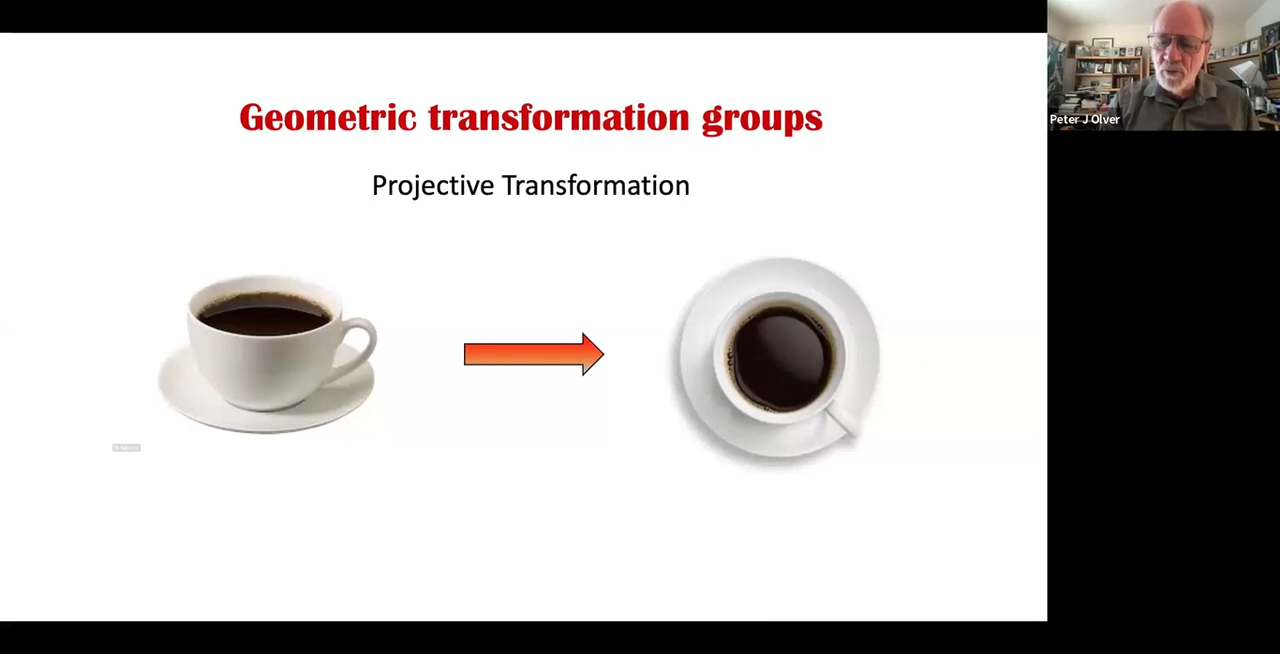 Geometric transformation groups
Projective Transformation
Peter J Olver